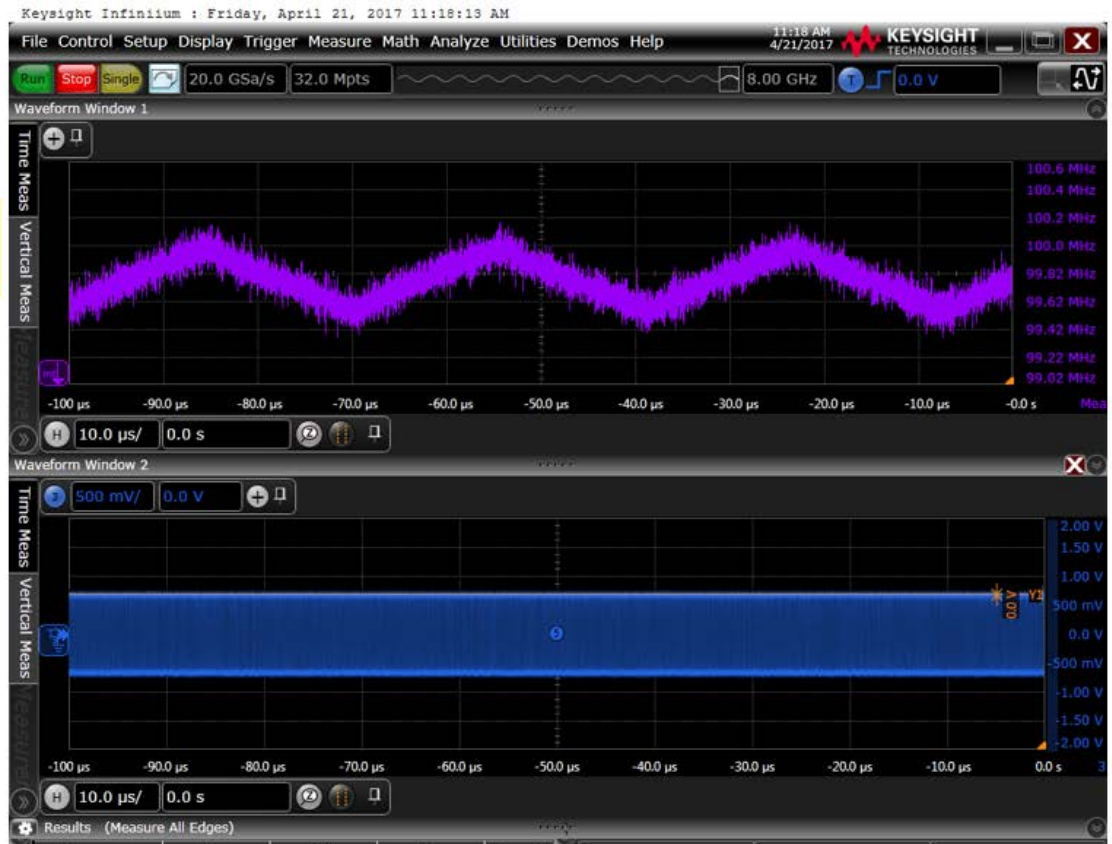 Keysight Infiniium : Friday, April 21, 2017 11:18:13 AM
File Control Setup Display Trigger Measure Math Analyze Utilities Demos Help
11:18 AM
4/21/2017
KEYSIGHT
TECHNOLOGIES
Run Stop Single 20.0 GSa/s 32.0 Mpts 8.00 GHz T 0.0 V
Waveform Window 1
Time Meas
Vertical Meas
Measure
100.6 MHz
100.4 MHz
100.2 MHz
100.0 MHz
99.82 MHz
99.62 MHz
99.42 MHz
99.22 MHz
99.02 MHz
-100 µs -90.0 µs -80.0 µs -70.0 µs -60.0 µs -50.0 µs -40.0 µs -30.0 µs -20.0 µs -10.0 µs -0.0 s Mea
H 10.0 µs/ 0.0 s Z
Waveform Window 2
Time Meas
Vertical Meas
Measure
3 500 mV/ 0.0 V
2.00 V
1.50 V
1.00 V
500 mV
0.0 V
-500 mV
-1.00 V
-1.50 V
-2.00 V
0.0 V
Y1
-100 µs -90.0 µs -80.0 µs -70.0 µs -60.0 µs -50.0 µs -40.0 µs -30.0 µs -20.0 µs -10.0 µs 0.0 s 3
H 10.0 µs/ 0.0 s Z
Results (Measure All Edges)